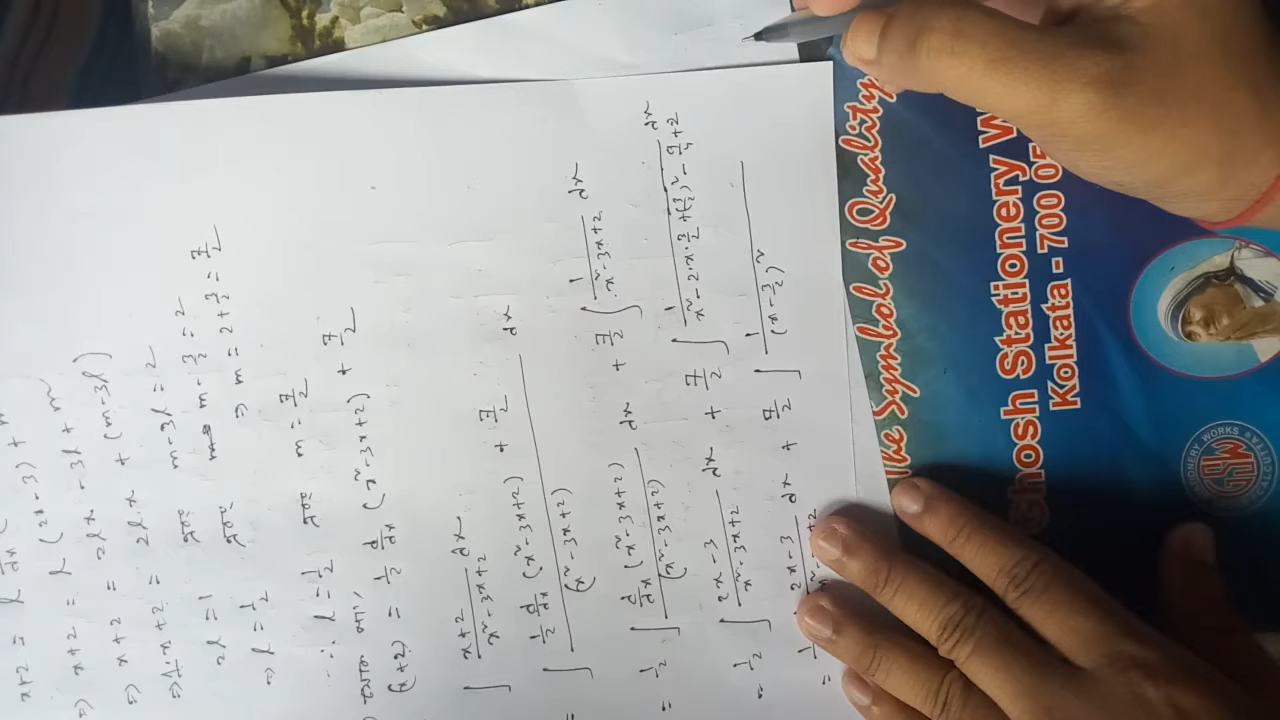 x+2 = l d/dx (
⇒ x+2 = l (2x-3) + m
⇒ x+2 = 2lx - 3l + m
⇒ 1·x+2 = 2l·x + (m-3l)
2l = 1 এবং m-3l = 2
⇒ l = 1/2 এবং m - 3/2 = 2
⇒ m = 2 + 3/2 = 7/2
∴ l = 1/2 এবং m = 7/2
(x+2) = 1/2 d/dx (x²-3x+2) + 7/2
∫ (x+2)/(x²-3x+2) dx
= ∫ (1/2 d/dx (x²-3x+2) + 7/2)/(x²-3x+2) dx
= 1/2 ∫ (d/dx (x²-3x+2))/(x²-3x+2) dx + 7/2 ∫ 1/(x²-3x+2) dx
= 1/2 ∫ (2x-3)/(x²-3x+2) dx + 7/2 ∫ 1/(x²-2·x·3/2+(3/2)²-9/4+2) dx
= 1/2 ∫ (2x-3)/(x²-3x+2) dx + 7/2 ∫ 1/(x-3/2)²
The Symbol of Quality
Ghosh Stationery W
Kolkata - 700 05
GSW